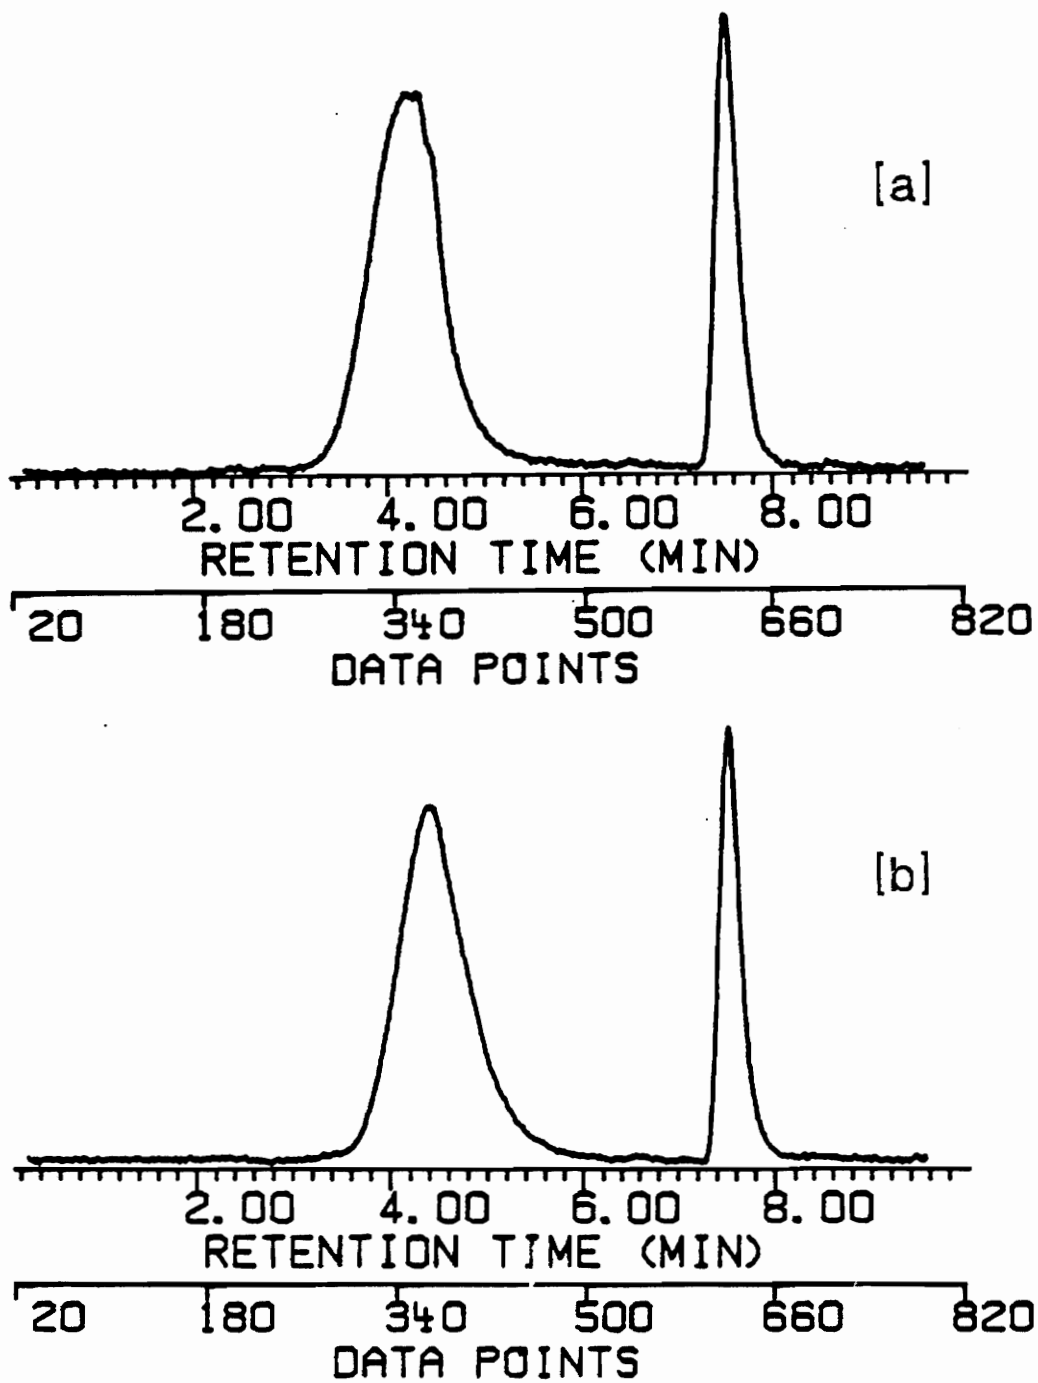 [a]
2.00 4.00 6.00 8.00
RETENTION TIME (MIN)
20 180 340 500 660 820
DATA POINTS
[b]
2.00 4.00 6.00 8.00
RETENTION TIME (MIN)
20 180 340 500 660 820
DATA POINTS